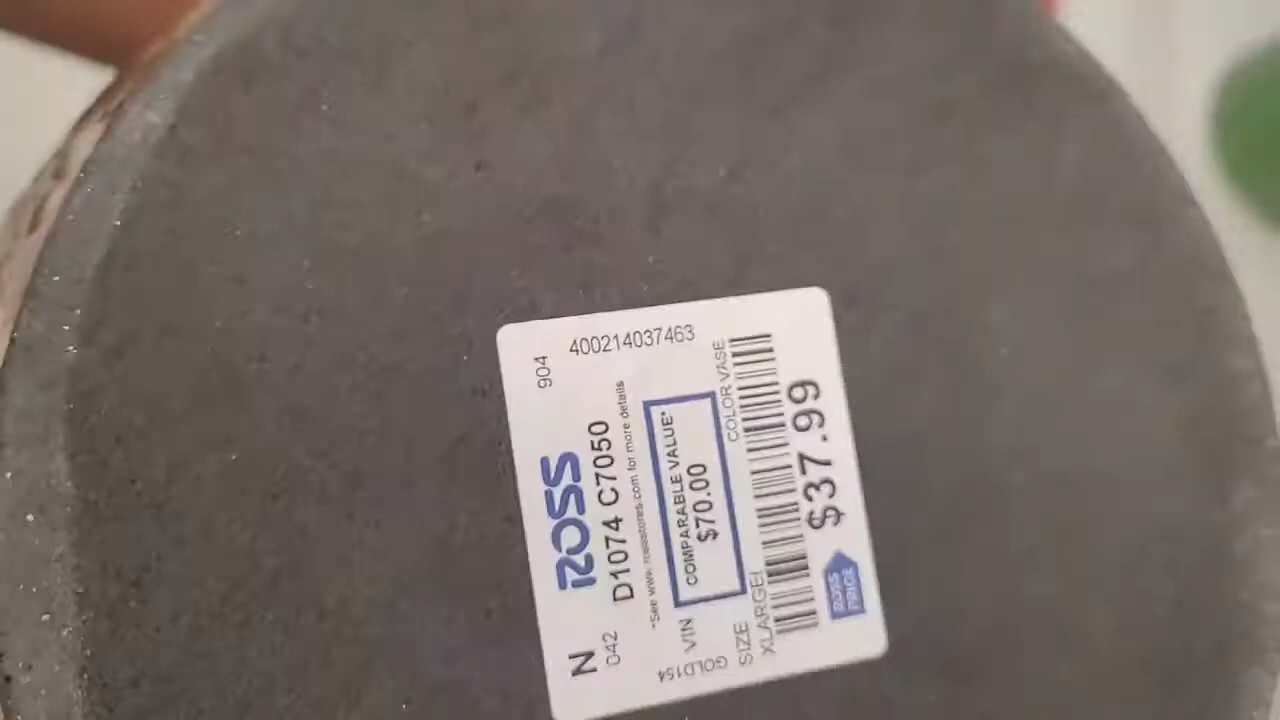 400214037463
904
ROSS
N
042
D1074 C7050
*See www.rossstores.com for more details
COMPARABLE VALUE*
$70.00
VIN
GOLD154
COLOR VASE
SIZE
XLARGE!
$37.99
ROSS
PRICE